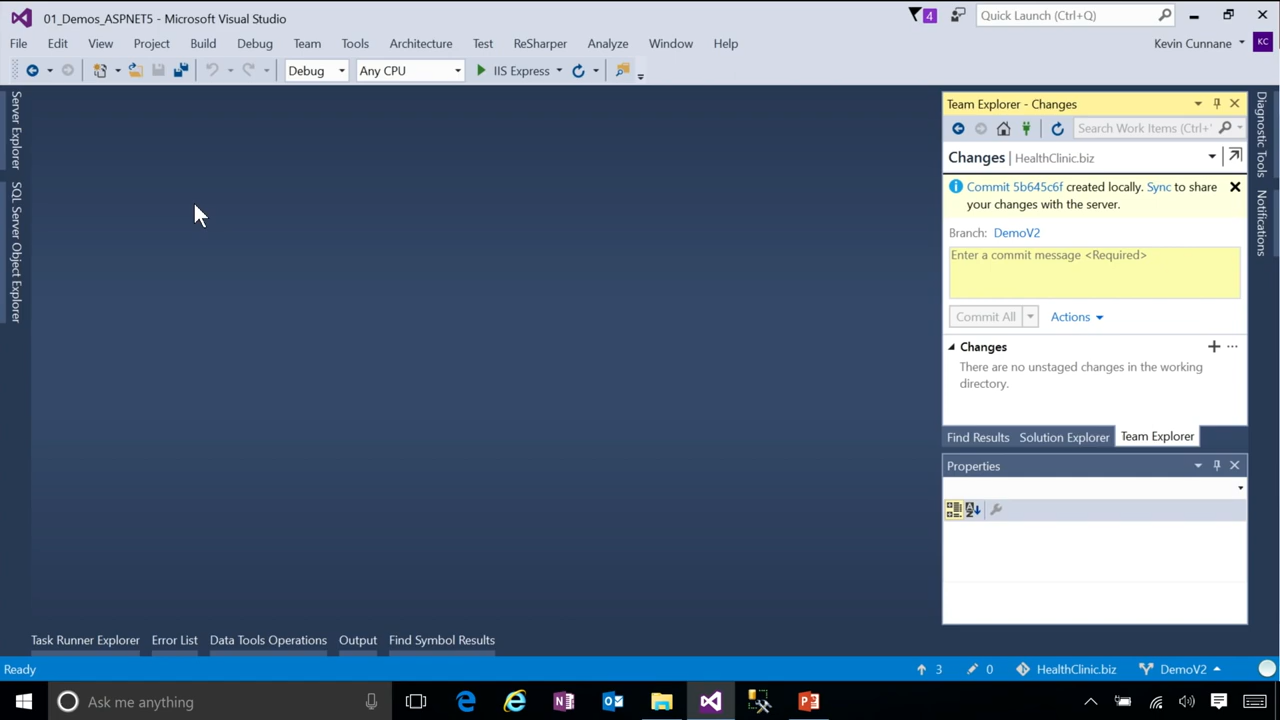 01_Demos_ASPNET5 - Microsoft Visual Studio
4
Quick Launch (Ctrl+Q)
File Edit View Project Build Debug Team Tools Architecture Test ReSharper Analyze Window Help
Kevin Cunnane
KC
Debug Any CPU IIS Express
Server Explorer
SQL Server Object Explorer
Team Explorer - Changes
Search Work Items (Ctrl+'
Changes | HealthClinic.biz
Commit 5b645c6f created locally. Sync to share
your changes with the server.
Branch: DemoV2
Enter a commit message <Required>
Commit All Actions
Changes
There are no unstaged changes in the working
directory.
Find Results Solution Explorer Team Explorer
Properties
Diagnostic Tools
Notifications
Task Runner Explorer Error List Data Tools Operations Output Find Symbol Results
Ready
3 0 HealthClinic.biz DemoV2
Ask me anything